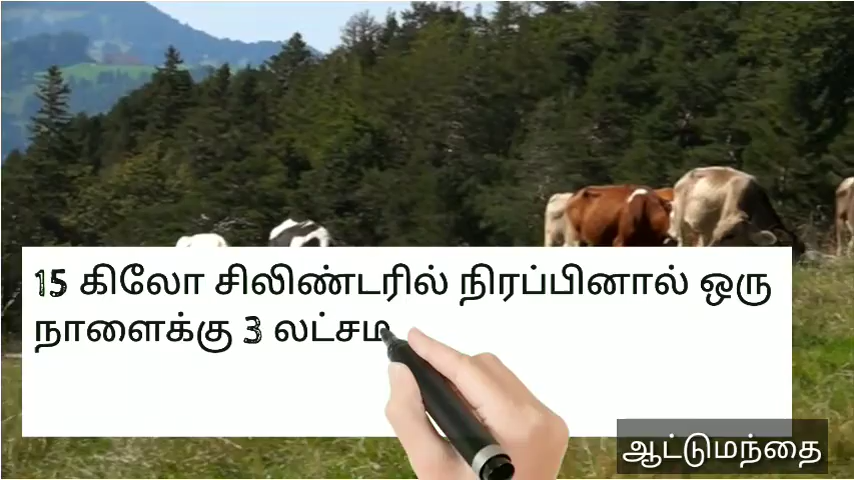 15 கிலோ சிலிண்டரில் நிரப்பினால் ஒரு
நாளைக்கு 3 லட்சம
ஆட்டுமந்தை